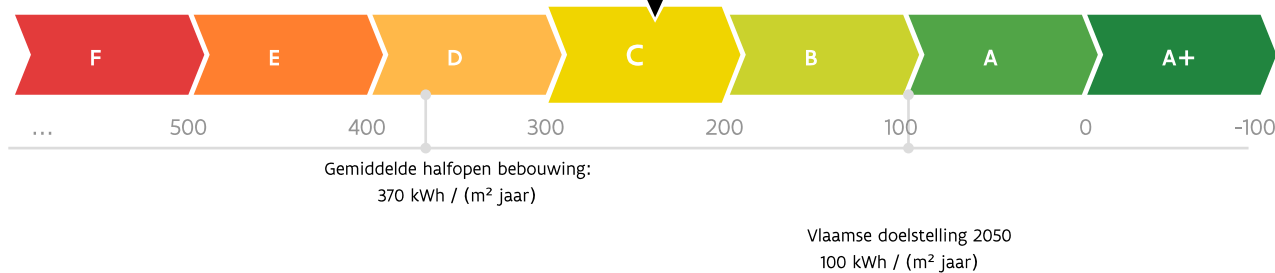 F E D C B A A+
... 500 400 300 200 100 0 -100
Gemiddelde halfopen bebouwing:
370 kWh / (m² jaar)
Vlaamse doelstelling 2050
100 kWh / (m² jaar)